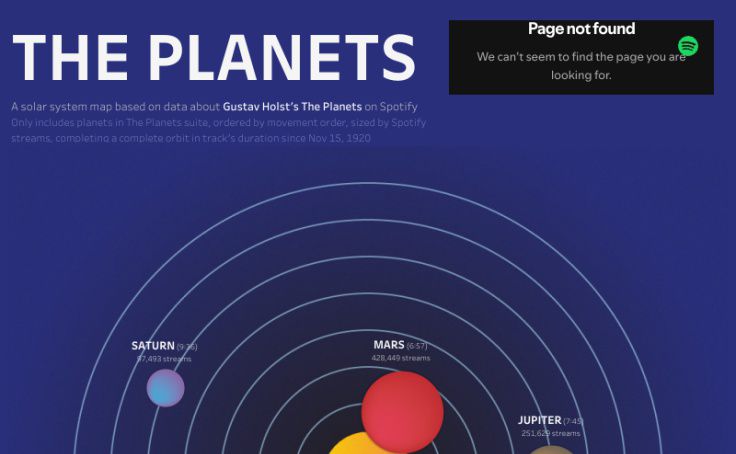 THE PLANETS
A solar system map based on data about Gustav Holst's The Planets on Spotify
Only includes planets in The Planets suite, ordered by movement order, sized by Spotify
streams, completing a complete orbit in track's duration since Nov 15, 1920
Page not found
We can't seem to find the page you are
looking for.
SATURN (9:36)
97,493 streams
MARS (6:57)
428,449 streams
JUPITER (7:45)
251,629 streams